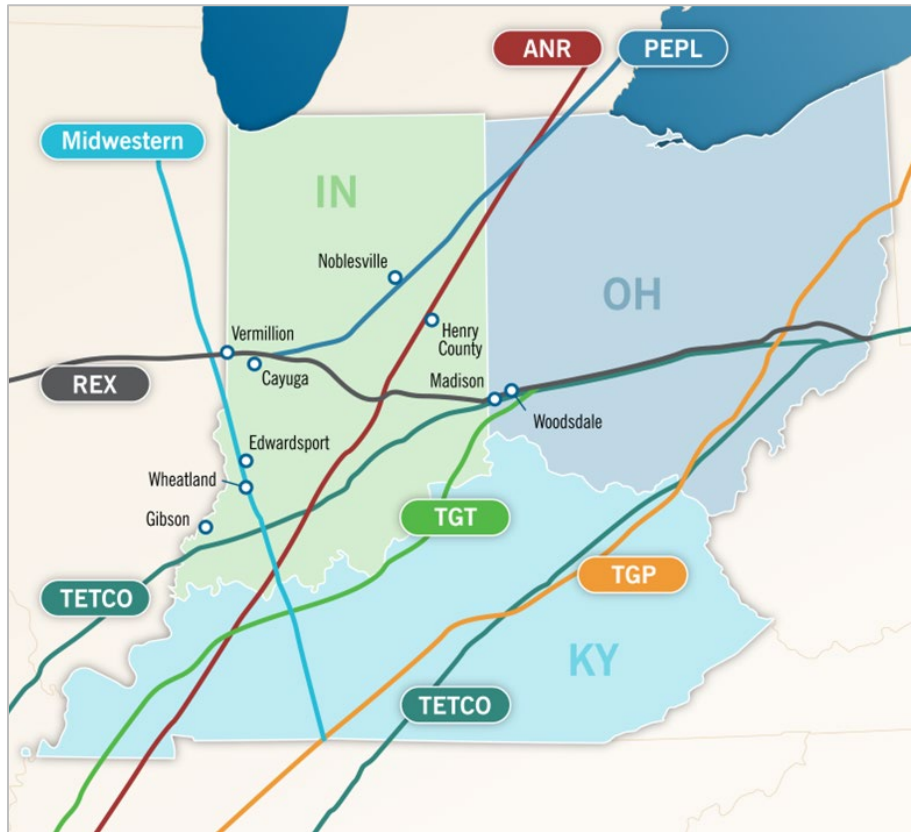 ANR
PEPL
Midwestern
IN
Noblesville
OH
Vermillion
Henry
County
REX
Cayuga
Madison
Woodsdale
Edwardsport
Wheatland
Gibson
TGT
TETCO
TGP
KY
TETCO